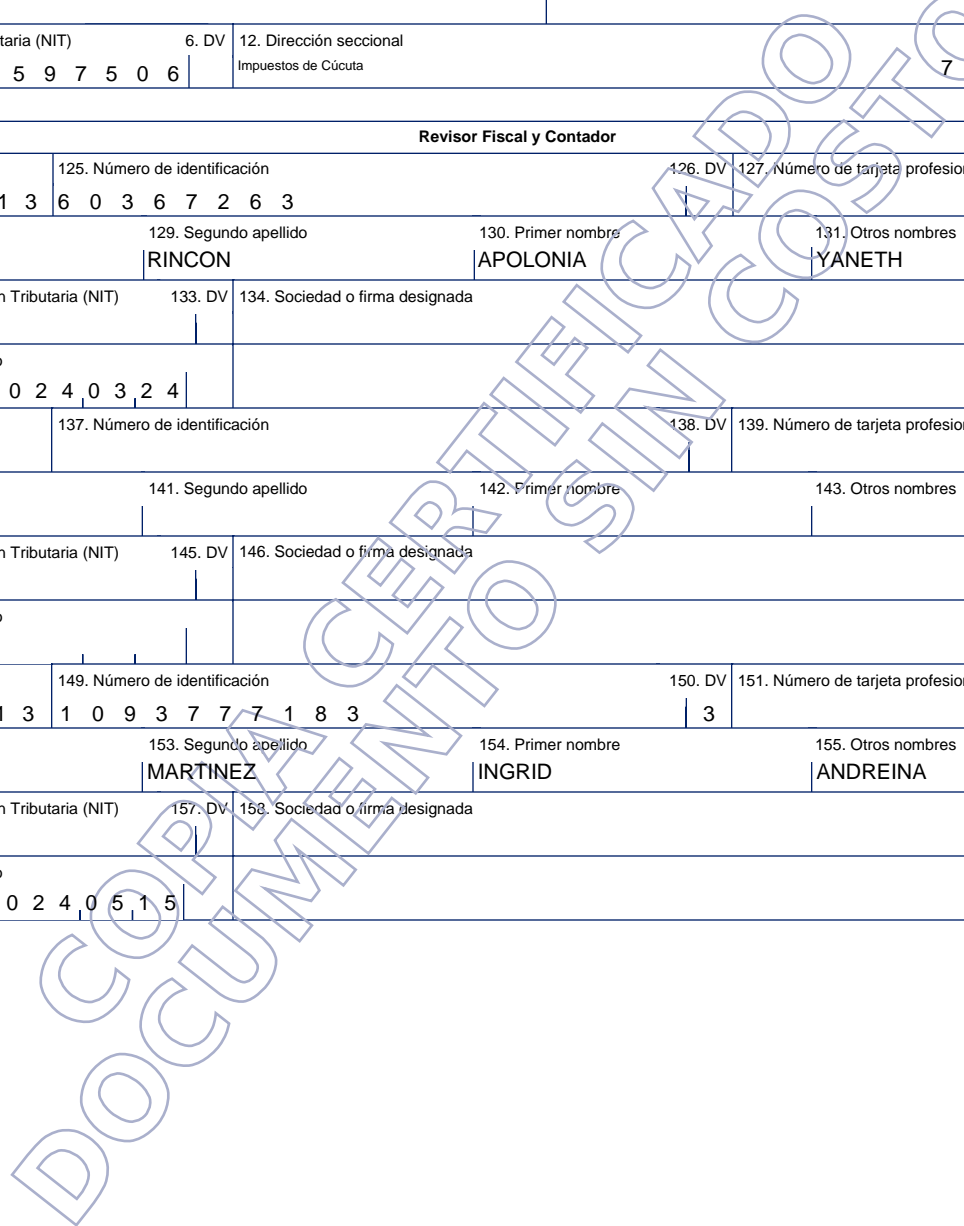 taria (NIT) 6. DV 12. Dirección seccional
5 9 7 5 0 6 Impuestos de Cúcuta 7
Revisor Fiscal y Contador
125. Número de identificación 126. DV 127. Número de tarjeta profesion
1 3 6 0 3 6 7 2 6 3
129. Segundo apellido 130. Primer nombre 131. Otros nombres
RINCON APOLONIA YANETH
n Tributaria (NIT) 133. DV 134. Sociedad o firma designada
o
0 2 4 0 3 2 4
137. Número de identificación 138. DV 139. Número de tarjeta profesion
141. Segundo apellido 142. Primer nombre 143. Otros nombres
n Tributaria (NIT) 145. DV 146. Sociedad o firma designada
o
149. Número de identificación 150. DV 151. Número de tarjeta profesion
1 3 1 0 9 3 7 7 7 1 8 3 3
153. Segundo apellido 154. Primer nombre 155. Otros nombres
MARTINEZ INGRID ANDREINA
n Tributaria (NIT) 157. DV 158. Sociedad o firma designada
o
0 2 4 0 5 1 5
COPIA CERTIFICADO
DOCUMENTO SIN COSTO